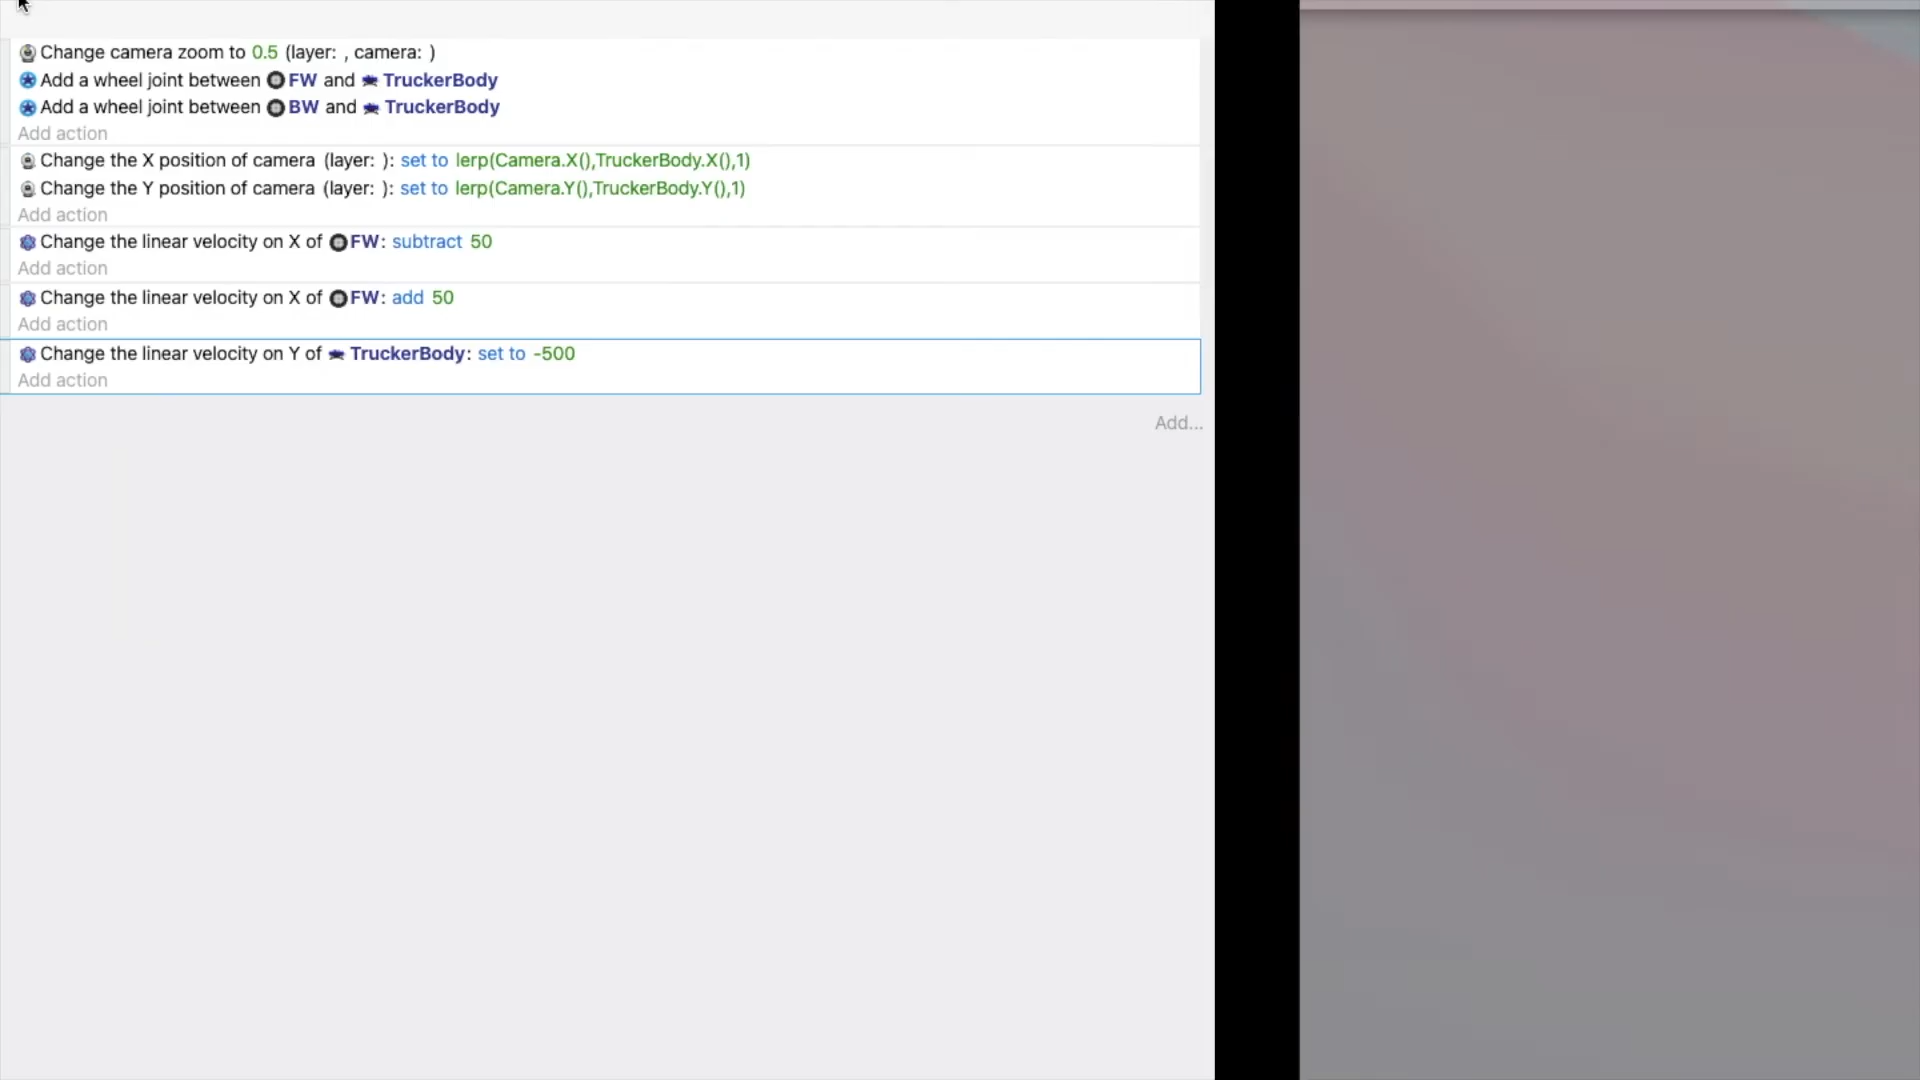 Change camera zoom to 0.5 (layer: , camera: )
Add a wheel joint between FW and TruckerBody
Add a wheel joint between BW and TruckerBody
Add action
Change the X position of camera (layer: ): set to lerp(Camera.X(),TruckerBody.X(),1)
Change the Y position of camera (layer: ): set to lerp(Camera.Y(),TruckerBody.Y(),1)
Add action
Change the linear velocity on X of FW: subtract 50
Add action
Change the linear velocity on X of FW: add 50
Add action
Change the linear velocity on Y of TruckerBody: set to -500
Add action
Add...